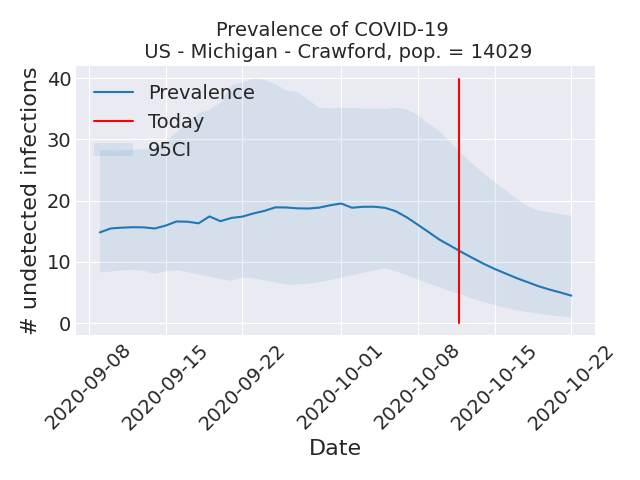 Prevalence of COVID-19
US - Michigan - Crawford, pop. = 14029
# undetected infections
40
30
20
10
0
Prevalence
Today
95CI
2020-09-08
2020-09-15
2020-09-22
2020-10-01
2020-10-08
2020-10-15
2020-10-22
Date